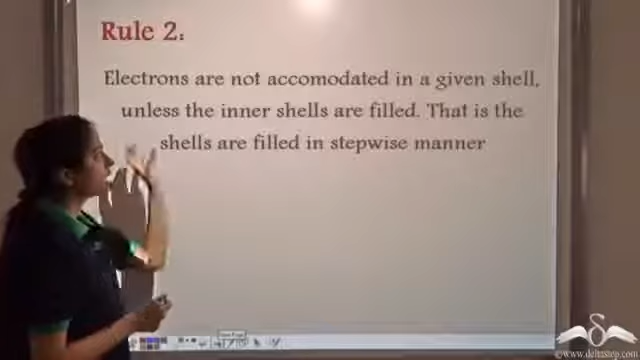 Rule 2:
Electrons are not accomodated in a given shell,
unless the inner shells are filled. That is the
shells are filled in stepwise manner
©www.deltastep.com